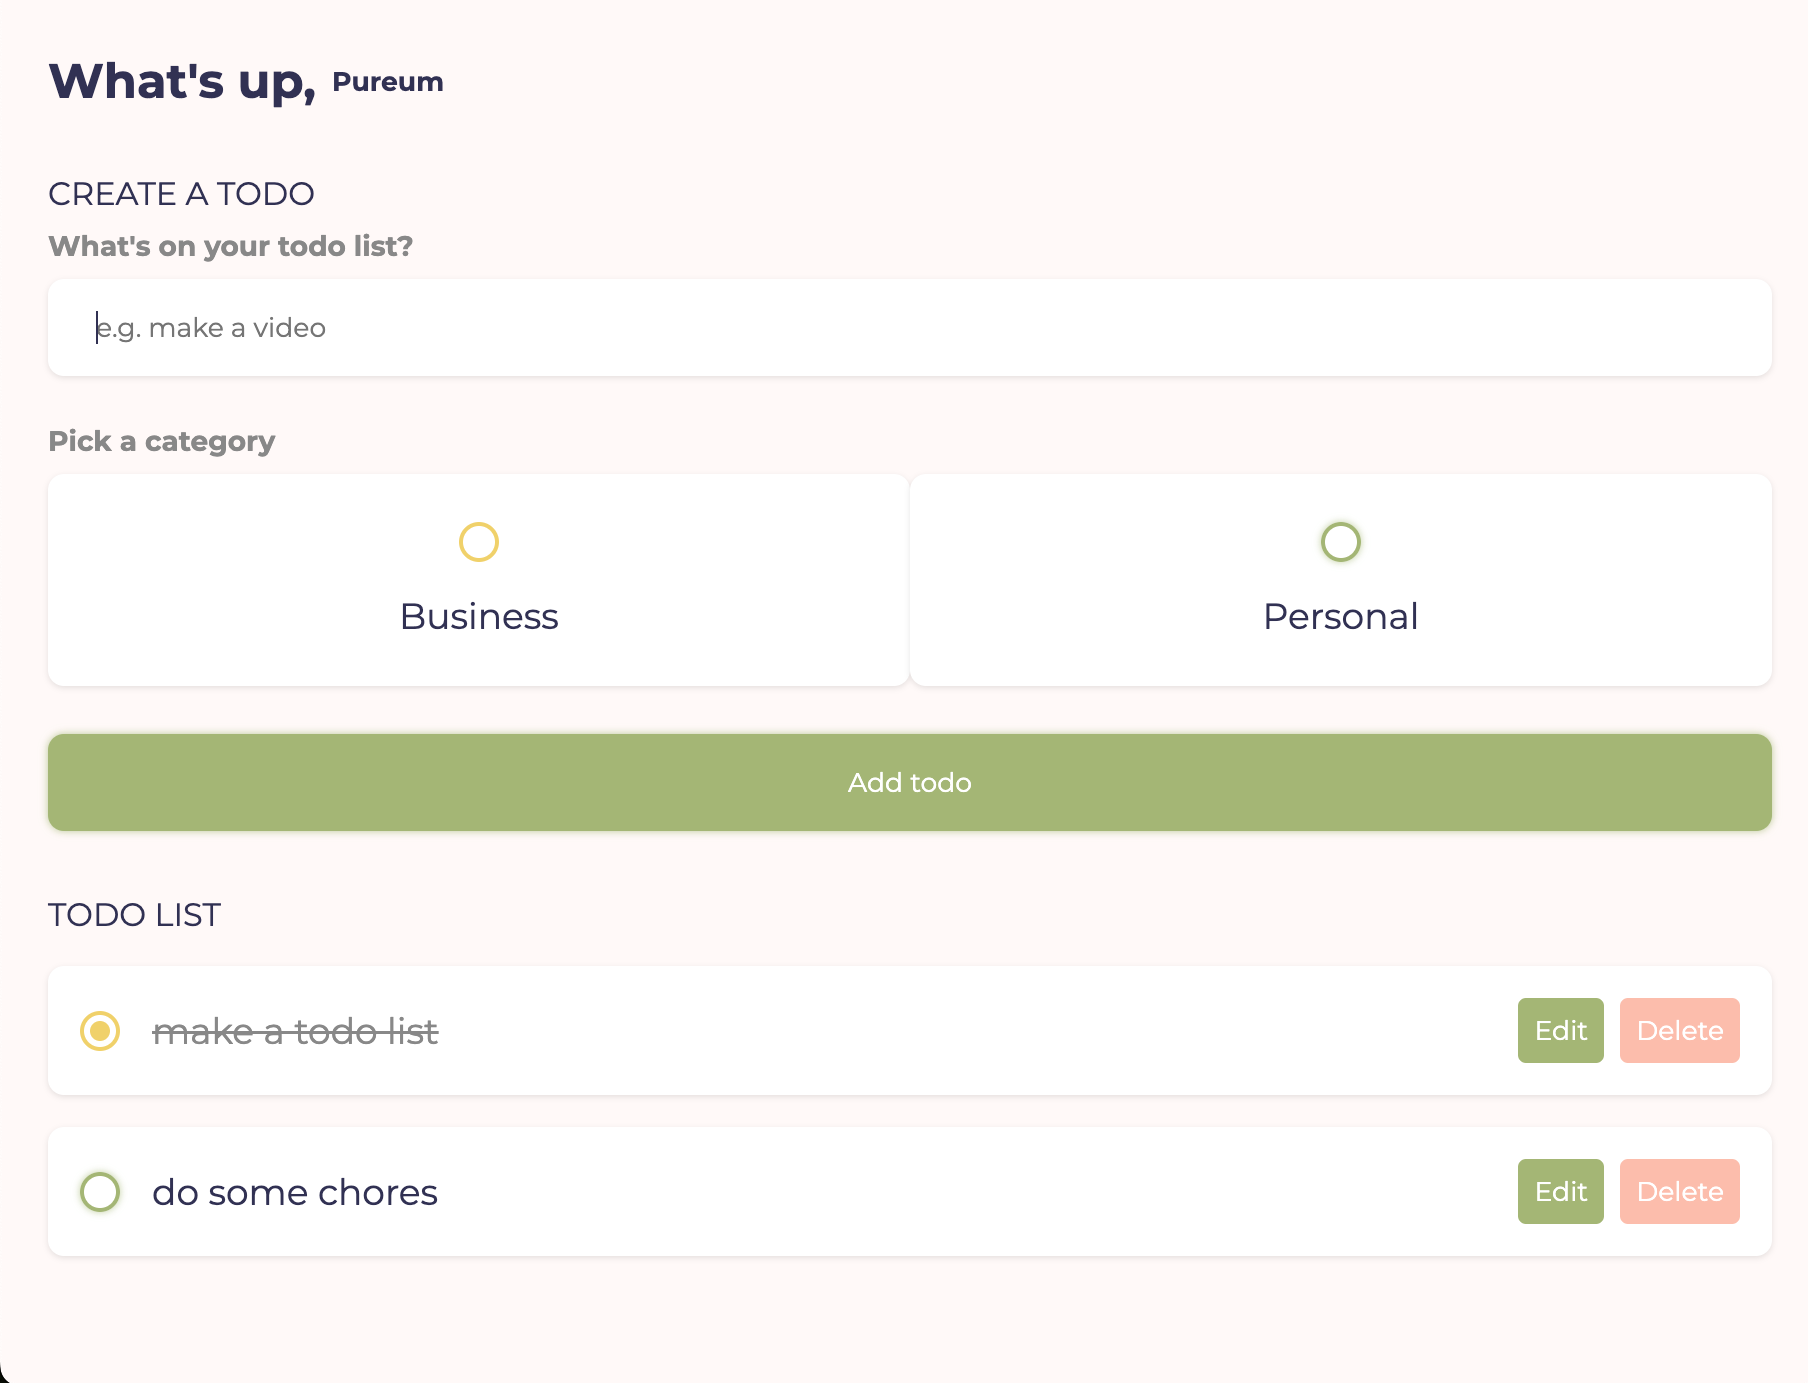 What's up, Pureum
CREATE A TODO
What's on your todo list?
e.g. make a video
Pick a category
Business Personal
Add todo
TODO LIST
make a todo list Edit Delete
do some chores Edit Delete